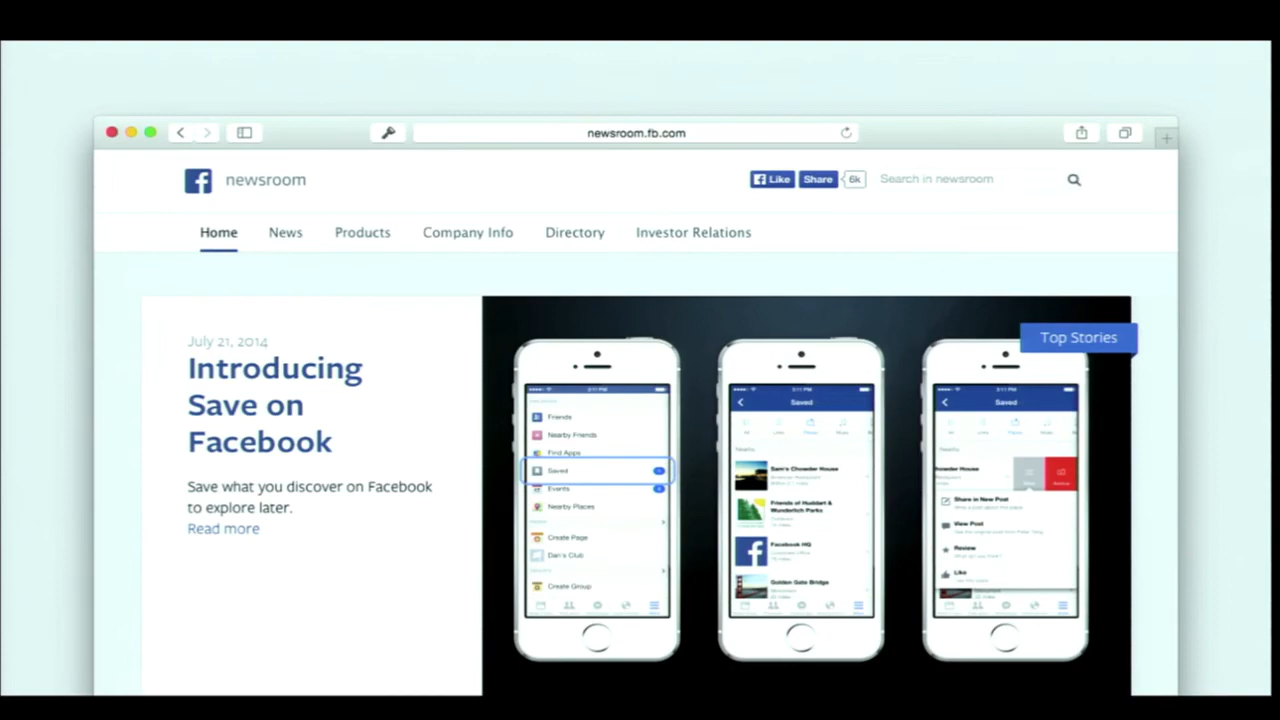 newsroom.fb.com
newsroom
Like Share 6k Search in newsroom
Home News Products Company Info Directory Investor Relations
Top Stories
July 21, 2014
Introducing
Save on
Facebook
Save what you discover on Facebook
to explore later.
Read more
Friends
Nearby Friends
Find Apps
Saved
Events
Nearby Places
Create Page
Dan's Club
Create Group
Saved
Sam's Chowder House
Friends of Huddart &
Wunderlich Parks
Facebook HQ
Golden Gate Bridge
Saved
howder House
Share in New Post
View Post
Review
Like